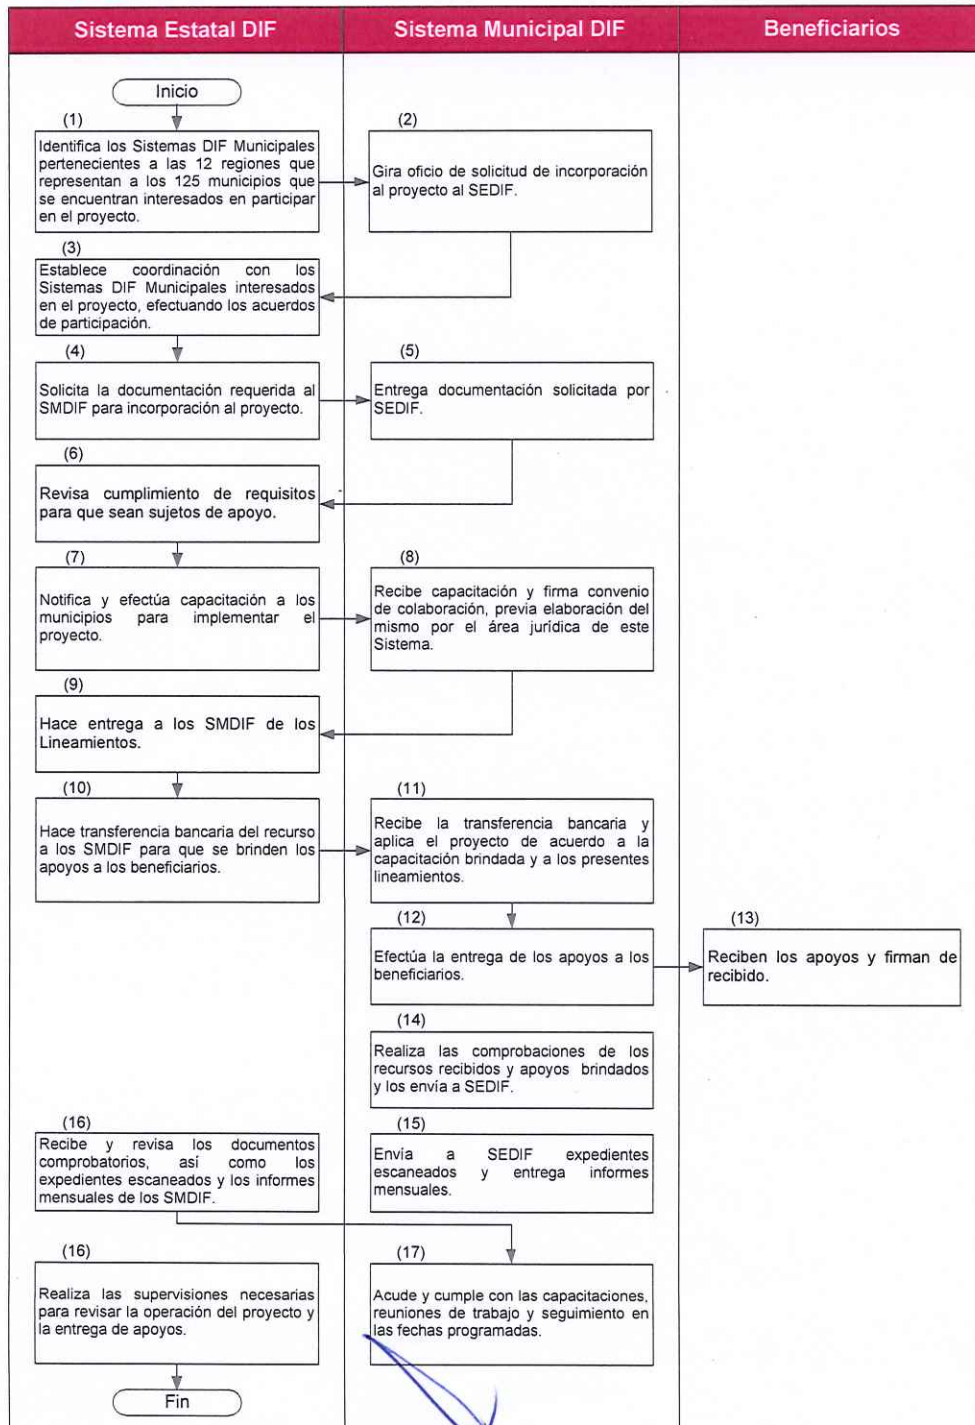 Sistema Estatal DIF
Sistema Municipal DIF
Beneficiarios
Inicio
(1)
Identifica los Sistemas DIF Municipales
pertenecientes a las 12 regiones que
representan a los 125 municipios que
se encuentran interesados en participar
en el proyecto.
(2)
Gira oficio de solicitud de incorporación
al proyecto al SEDIF.
(3)
Establece coordinación con los
Sistemas DIF Municipales interesados
en el proyecto, efectuando los acuerdos
de participación.
(4)
Solicita la documentación requerida al
SMDIF para incorporación al proyecto.
(5)
Entrega documentación solicitada por
SEDIF.
(6)
Revisa cumplimiento de requisitos
para que sean sujetos de apoyo.
(7)
Notifica y efectúa capacitación a los
municipios para implementar el
proyecto.
(8)
Recibe capacitación y firma convenio
de colaboración, previa elaboración del
mismo por el área jurídica de este
Sistema.
(9)
Hace entrega a los SMDIF de los
Lineamientos.
(10)
Hace transferencia bancaria del recurso
a los SMDIF para que se brinden los
apoyos a los beneficiarios.
(11)
Recibe la transferencia bancaria y
aplica el proyecto de acuerdo a la
capacitación brindada y a los presentes
lineamientos.
(12)
Efectúa la entrega de los apoyos a los
beneficiarios.
(13)
Reciben los apoyos y firman de
recibido.
(14)
Realiza las comprobaciones de los
recursos recibidos y apoyos brindados
y los envía a SEDIF.
(15)
Envía a SEDIF expedientes
escaneados y entrega informes
mensuales.
(16)
Recibe y revisa los documentos
comprobatorios, así como los
expedientes escaneados y los informes
mensuales de los SMDIF.
(16)
Realiza las supervisiones necesarias
para revisar la operación del proyecto y
la entrega de apoyos.
(17)
Acude y cumple con las capacitaciones,
reuniones de trabajo y seguimiento en
las fechas programadas.
Fin